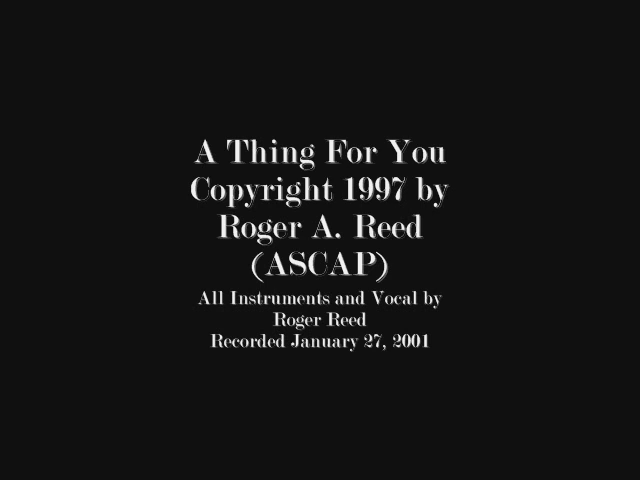 A Thing For You
Copyright 1997 by
Roger A. Reed
(ASCAP)
All Instruments and Vocal by
Roger Reed
Recorded January 27, 2001